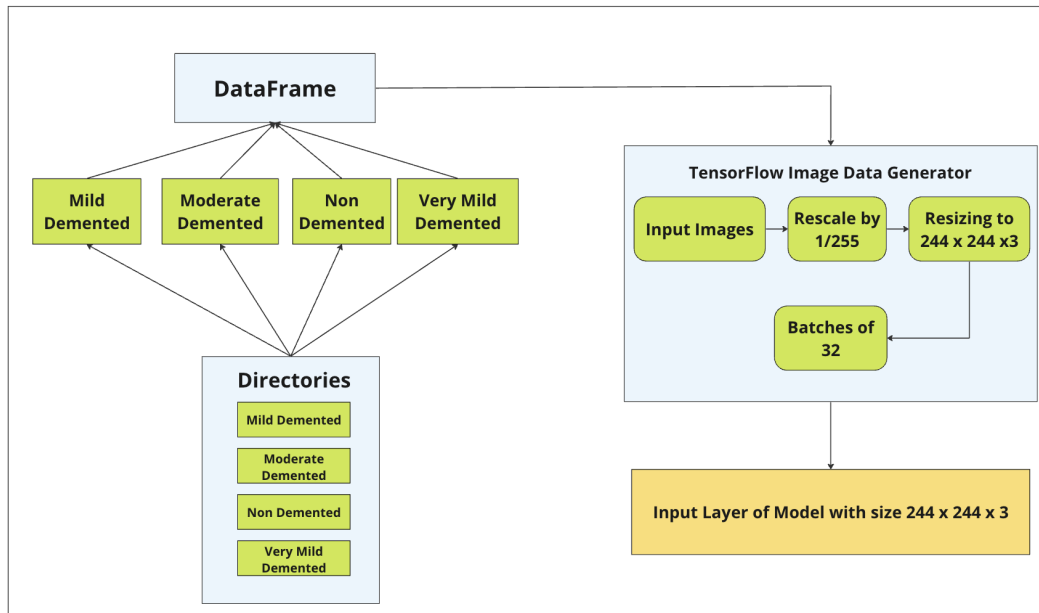 DataFrame
Mild
Demented
Moderate
Demented
Non
Demented
Very Mild
Demented
Directories
Mild Demented
Moderate
Demented
Non Demented
Very Mild
Demented
TensorFlow Image Data Generator
Input Images
Rescale by
1/255
Resizing to
244 x 244 x3
Batches of
32
Input Layer of Model with size 244 x 244 x 3